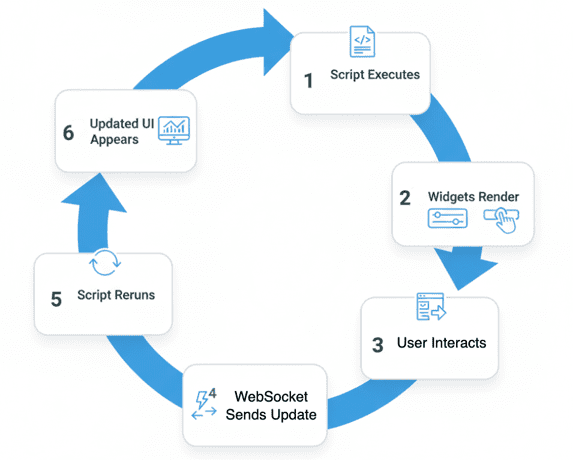 1 Script Executes
2 Widgets Render
3 User Interacts
4 WebSocket
Sends Update
5 Script Reruns
6 Updated UI
Appears